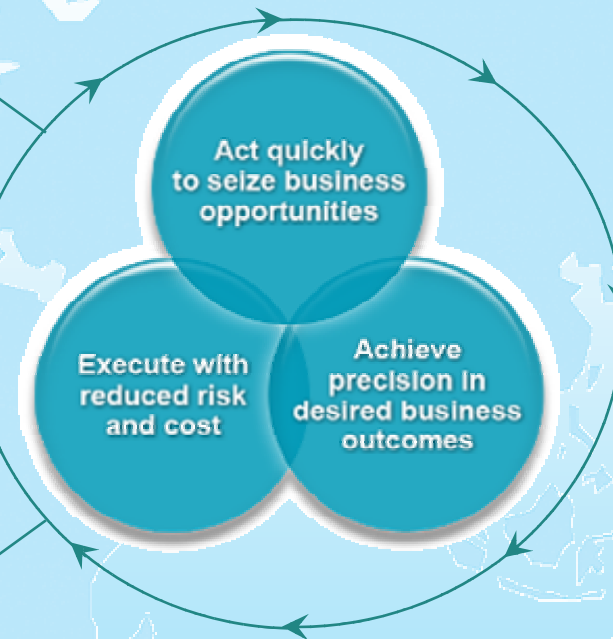 Act quickly
to seize business
opportunities
Execute with
reduced risk
and cost
Achieve
precision in
desired business
outcomes